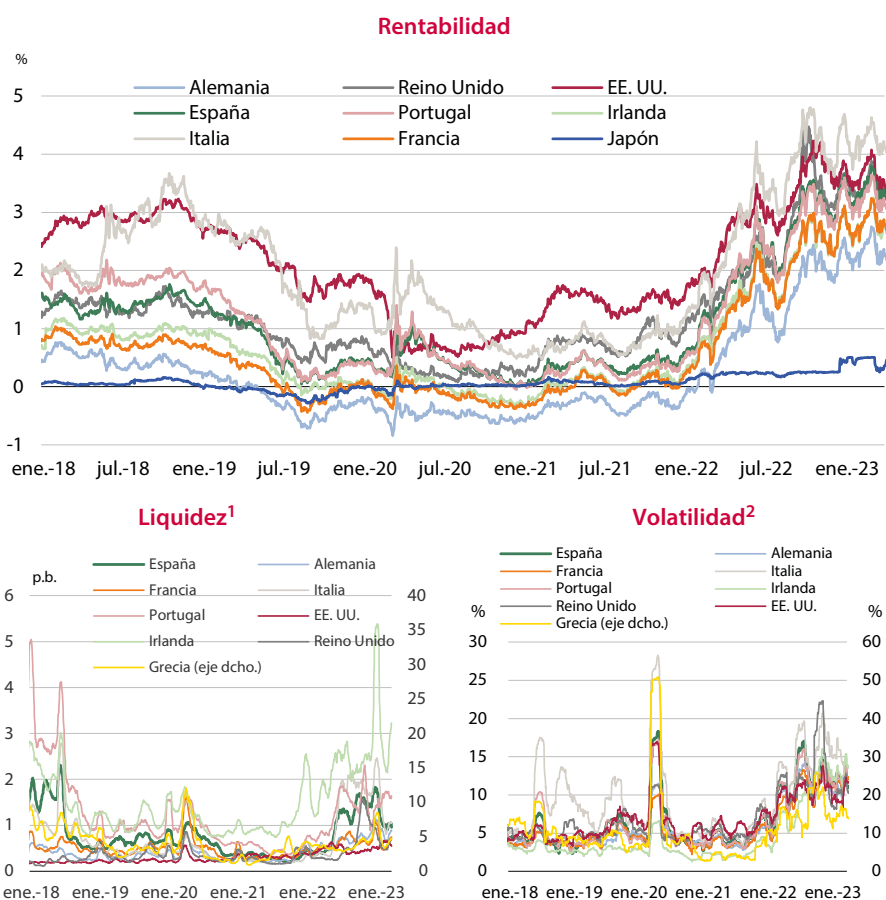 Rentabilidad
%
Alemania Reino Unido EE. UU.
España Portugal Irlanda
Italia Francia Japón
5
4
3
2
1
0
-1
ene.-18 jul.-18 ene.-19 jul.-19 ene.-20 jul.-20 ene.-21 jul.-21 ene.-22 jul.-22 ene.-23
Liquidez1
p.b.
España Alemania
Francia Italia
Portugal EE. UU.
Irlanda Reino Unido
Grecia (eje dcho.)
6 40
5 35
4 30
3 25
2 20
1 15
0 10
5
0
ene.-18 ene.-19 ene.-20 ene.-21 ene.-22 ene.-23
Volatilidad2
España Alemania
Francia Italia
Portugal Irlanda
Reino Unido EE. UU.
Grecia (eje dcho.)
% %
30 60
25 50
20 40
15 30
10 20
5 10
0 0
ene.-18 ene.-19 ene.-20 ene.-21 ene.-22 ene.-23